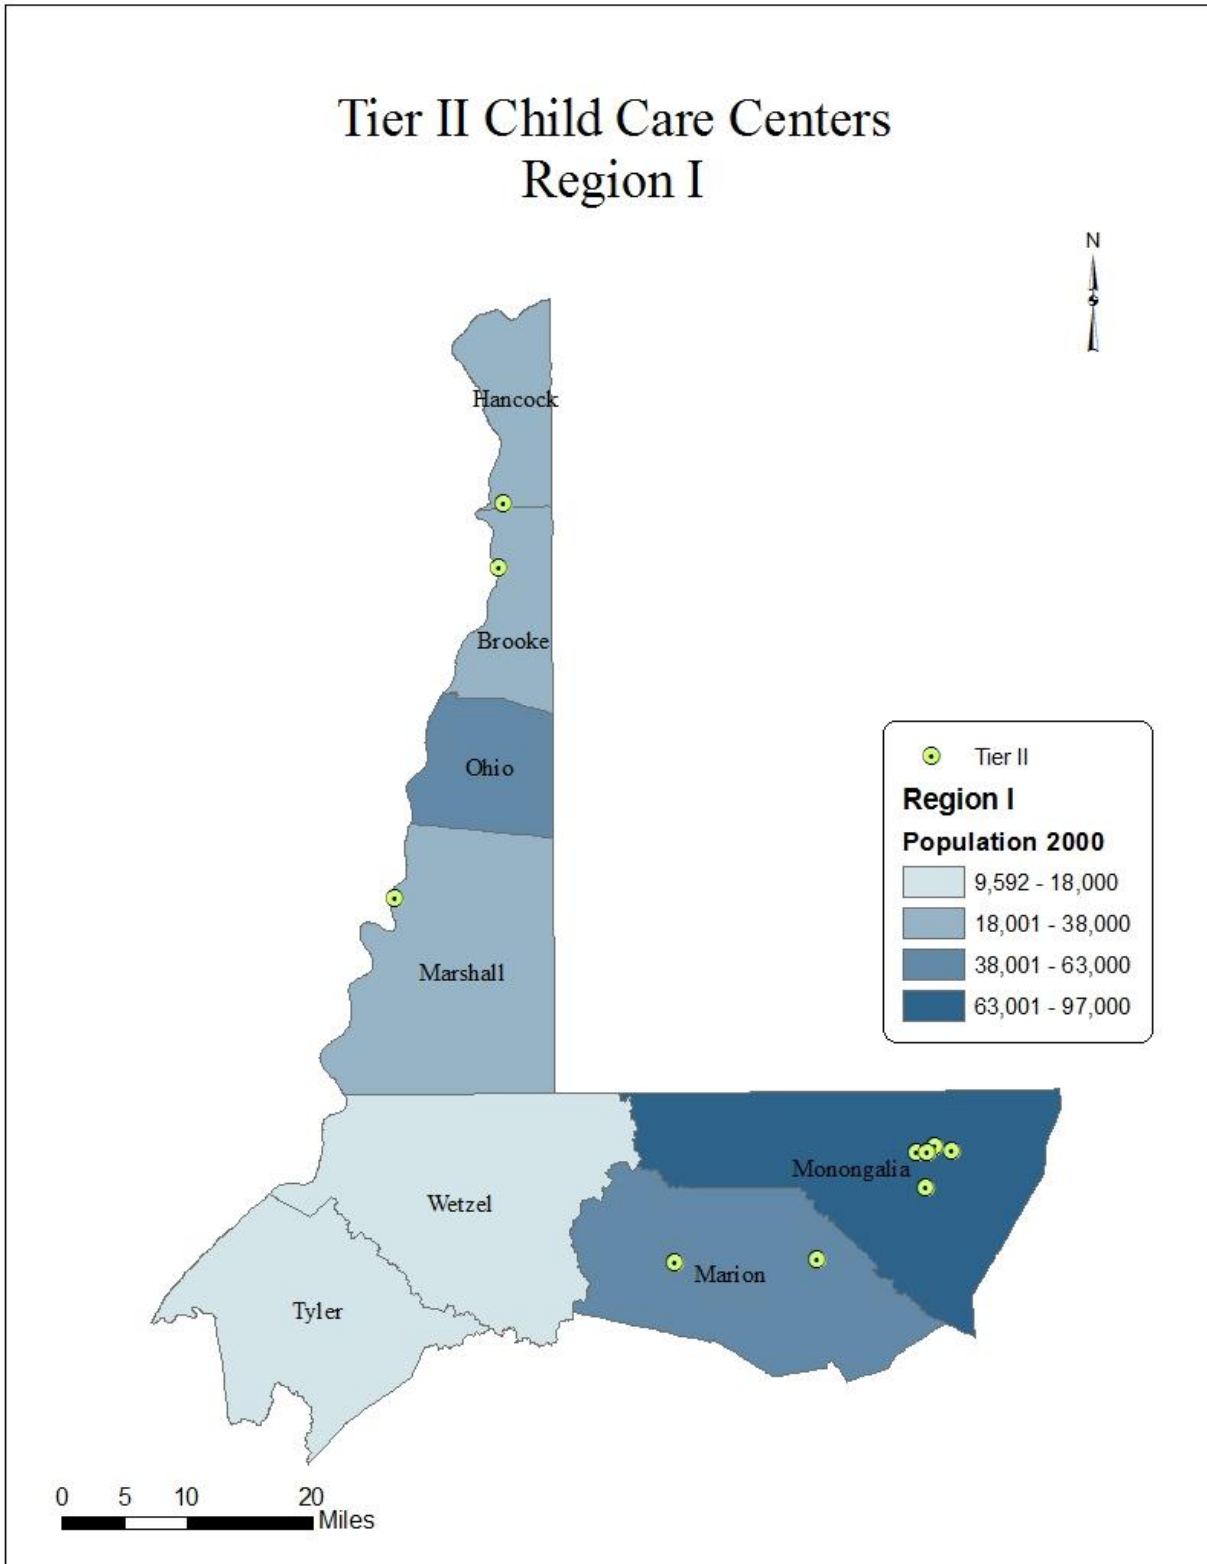 Tier II Child Care Centers
Region I
N
Hancock
Brooke
Ohio
Tier II
Region I
Population 2000
9,592 - 18,000
18,001 - 38,000
38,001 - 63,000
63,001 - 97,000
Marshall
Monongalia
Wetzel
Marion
Tyler
0 5 10 20
Miles